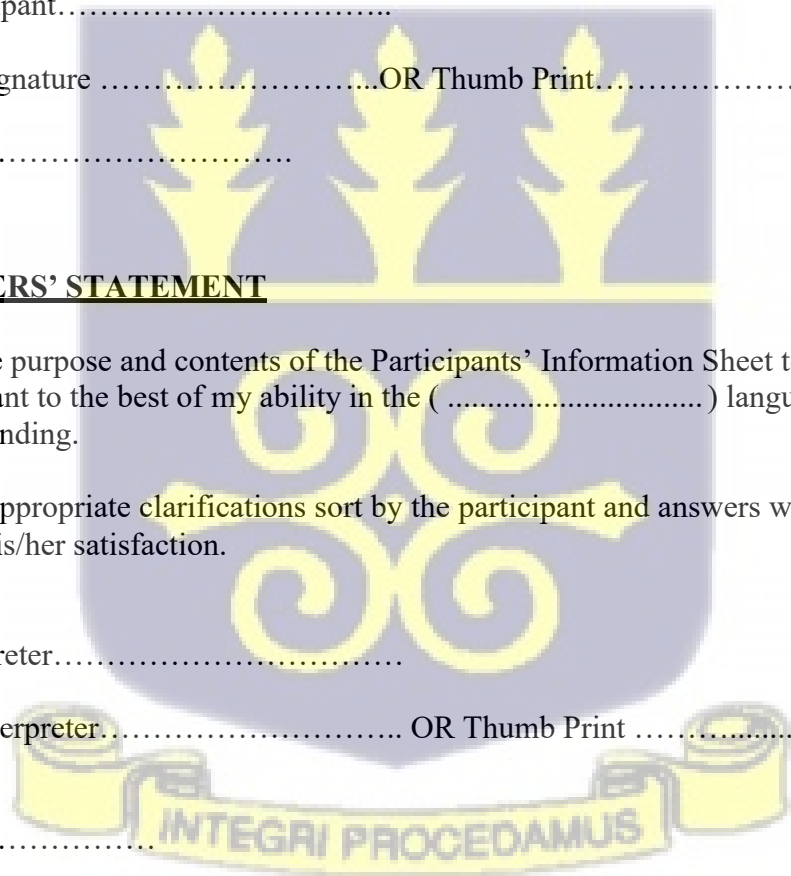 pant…………………………..
gnature ……………………...OR Thumb Print…………………
………………………….
ERS’ STATEMENT
e purpose and contents of the Participants’ Information Sheet t
ant to the best of my ability in the ( ................................ ) langu
nding.
ppropriate clarifications sort by the participant and answers w
is/her satisfaction.
reter…………………………………
erpreter…………………………….. OR Thumb Print ………..........
………………
INTEGRI PROCEDAMUS